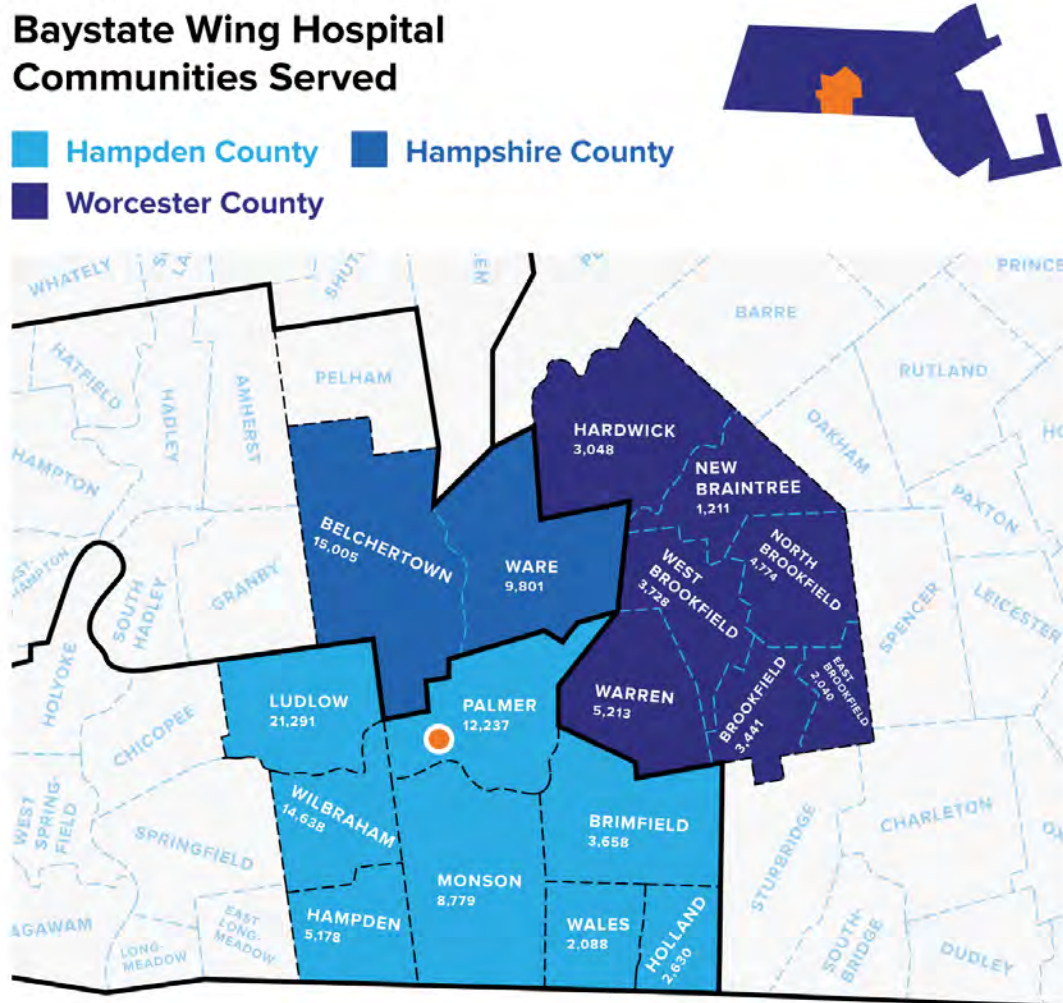 Baystate Wing Hospital
Communities Served
Hampden County
Hampshire County
Worcester County
WHATELY
PRINCE
BARRE
PELHAM
RUTLAND
HATFIELD
HADLEY
AMHERST
OAKHAM
HAMPTON
PAXTON
HARDWICK
3,048
NEW
BRAINTREE
1,211
BELCHERTOWN
15,005
WARE
9,801
WEST
BROOKFIELD
3,728
NORTH
BROOKFIELD
4,774
HAMPTON
SOUTH
HADLEY
GRANBY
SPENCER
LEICESTER
HOLYOKE
CHICOPEE
LUDLOW
21,291
PALMER
12,237
WARREN
5,213
BROOKFIELD
3,441
EAST
BROOKFIELD
2,040
WEST
SPRING-
FIELD
SPRINGFIELD
WILBRAHAM
14,638
BRIMFIELD
3,658
STURBRIDGE
CHARLETON
MONSON
8,779
AGAWAM
LONG-
MEADOW
EAST
LONG-
MEADOW
HAMPDEN
5,178
WALES
2,088
HOLLAND
2,630
SOUTH-
BRIDGE
DUDLEY